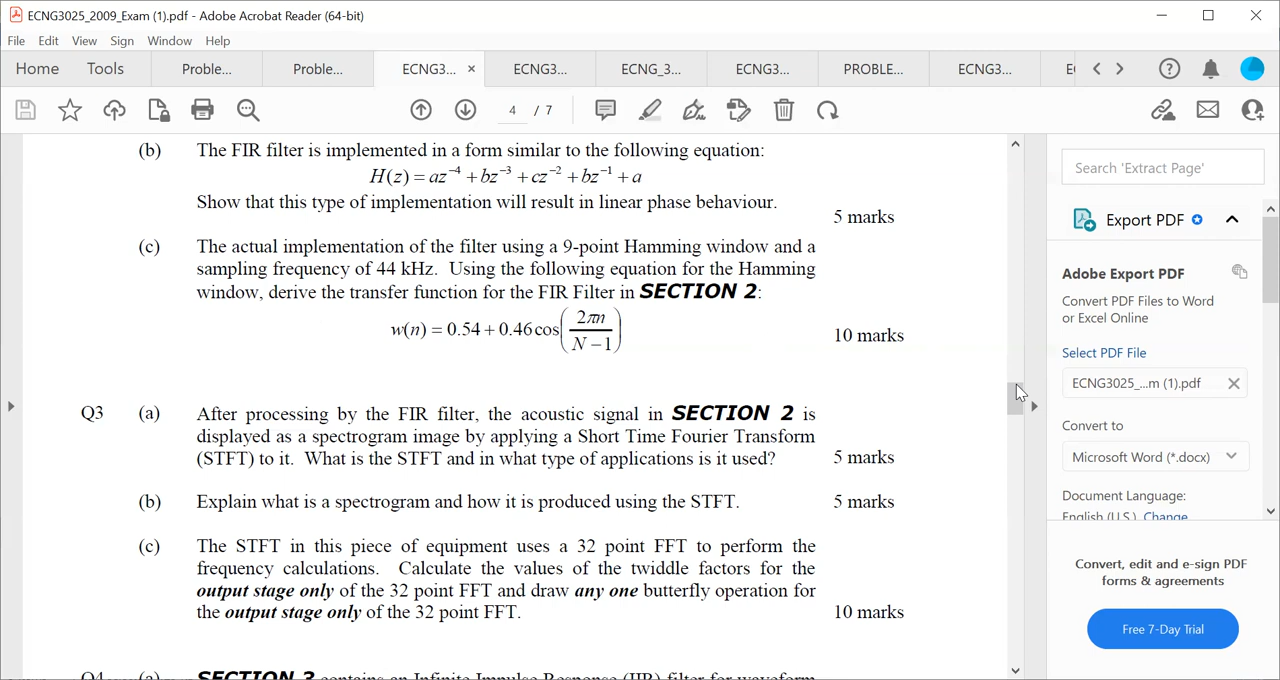 ECNG3025_2009_Exam (1).pdf - Adobe Acrobat Reader (64-bit)
File Edit View Sign Window Help
Home Tools Proble... Proble... ECNG3... × ECNG3... ECNG_3... ECNG3... PROBLE... ECNG3...
4 / 7
(b) The FIR filter is implemented in a form similar to the following equation:
H(z) = az⁻⁴ + bz⁻³ + cz⁻² + bz⁻¹ + a
Show that this type of implementation will result in linear phase behaviour.
5 marks
(c) The actual implementation of the filter using a 9-point Hamming window and a
sampling frequency of 44 kHz. Using the following equation for the Hamming
window, derive the transfer function for the FIR Filter in SECTION 2:
w(n) = 0.54 + 0.46 cos(2πn / N − 1)
10 marks
Q3 (a) After processing by the FIR filter, the acoustic signal in SECTION 2 is
displayed as a spectrogram image by applying a Short Time Fourier Transform
(STFT) to it. What is the STFT and in what type of applications is it used? 5 marks
(b) Explain what is a spectrogram and how it is produced using the STFT. 5 marks
(c) The STFT in this piece of equipment uses a 32 point FFT to perform the
frequency calculations. Calculate the values of the twiddle factors for the
output stage only of the 32 point FFT and draw any one butterfly operation for
the output stage only of the 32 point FFT. 10 marks
Q4 (a) SECTION 3 contains an Infinite Impulse Response (IIR) filter for waveform
Search 'Extract Page'
Export PDF
Adobe Export PDF
Convert PDF Files to Word
or Excel Online
Select PDF File
ECNG3025_...m (1).pdf
Convert to
Microsoft Word (*.docx)
Document Language:
English (U.S.) Change
Convert, edit and e-sign PDF
forms & agreements
Free 7-Day Trial